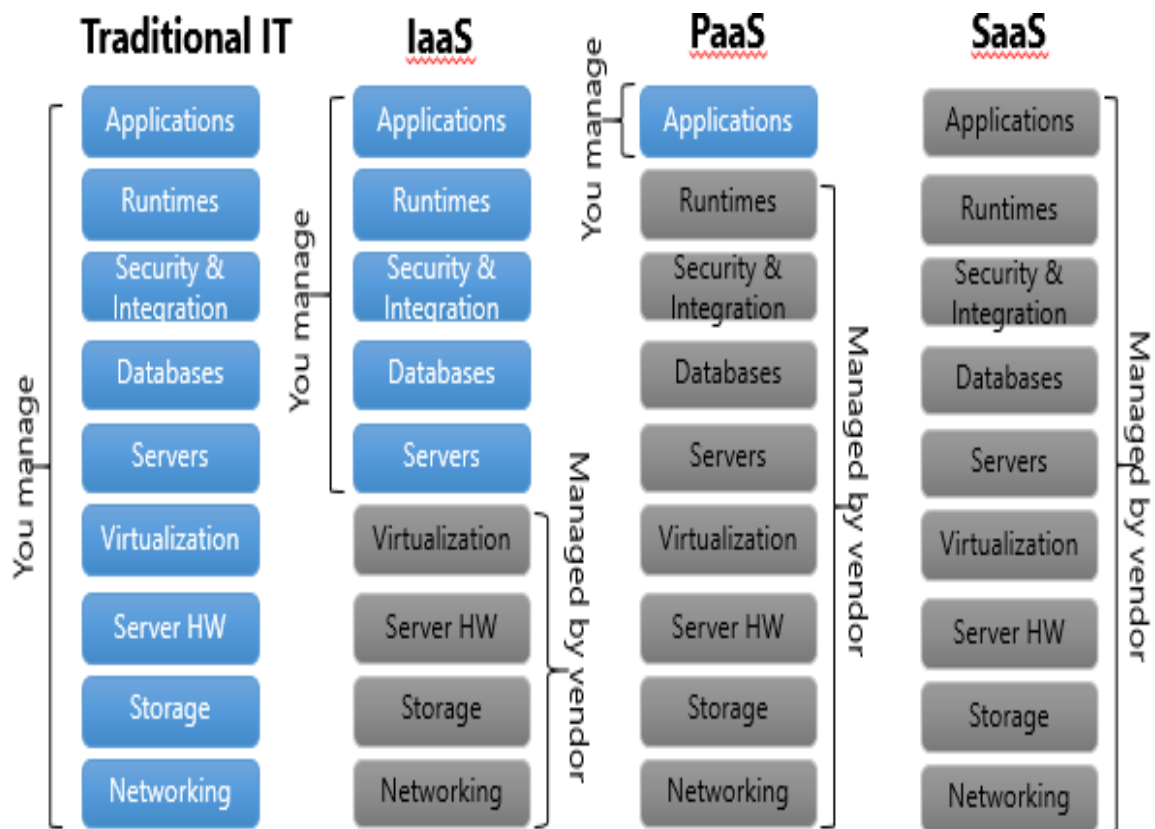 Traditional IT
You manage
Applications
Runtimes
Security &
Integration
Databases
Servers
Virtualization
Server HW
Storage
Networking
IaaS
You manage
Applications
Runtimes
Security &
Integration
Databases
Servers
Managed by vendor
Virtualization
Server HW
Storage
Networking
PaaS
You manage
Applications
Managed by vendor
Runtimes
Security &
Integration
Databases
Servers
Virtualization
Server HW
Storage
Networking
SaaS
Managed by vendor
Applications
Runtimes
Security &
Integration
Databases
Servers
Virtualization
Server HW
Storage
Networking